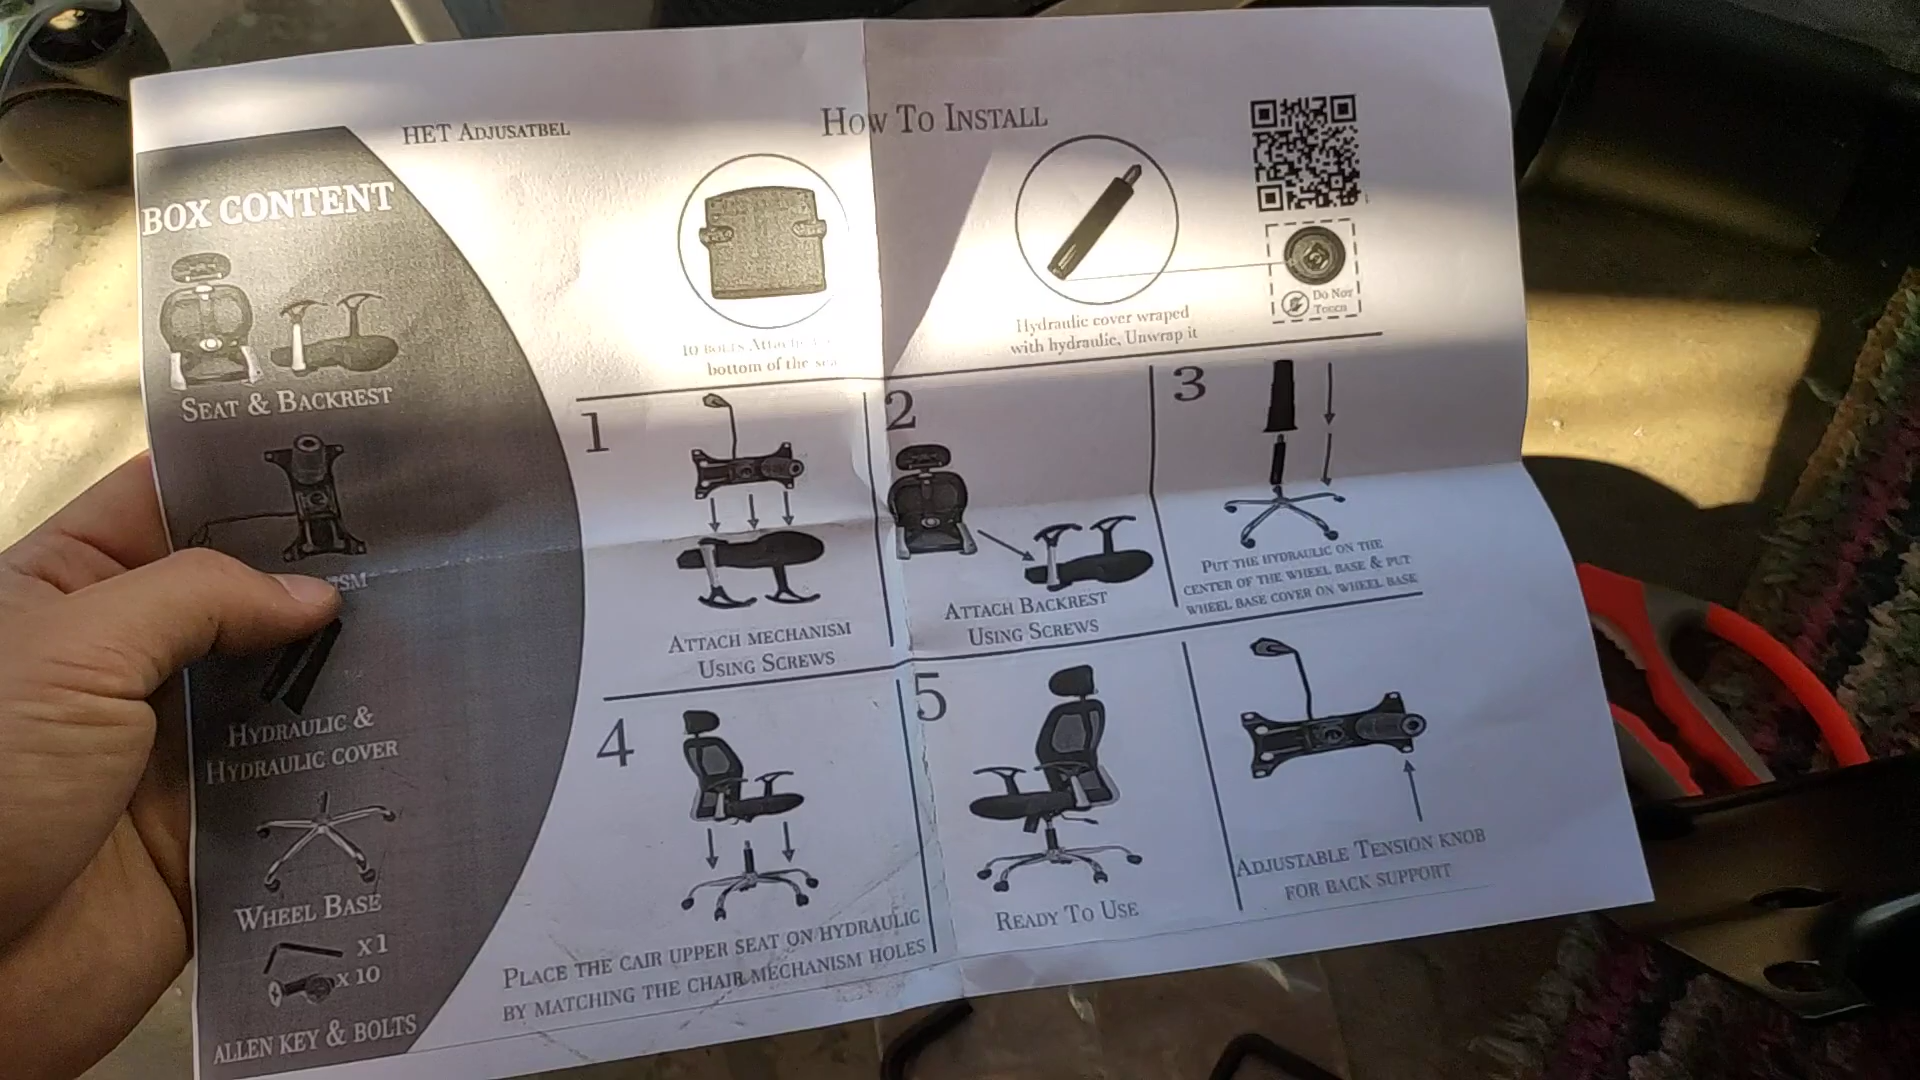 HET ADJUSATBEL
HOW TO INSTALL
BOX CONTENT
SEAT & BACKREST
HYDRAULIC &
HYDRAULIC COVER
WHEEL BASE
x1
x10
ALLEN KEY & BOLTS
10 BOLTS
bottom of the
Hydraulic cover wrapped
with hydraulic, Unwrap it
DO NOT
TOUCH
1
ATTACH MECHANISM
USING SCREWS
2
ATTACH BACKREST
USING SCREWS
3
PUT THE HYDRAULIC ON THE
CENTER OF THE WHEEL BASE & PUT
WHEEL BASE COVER ON WHEEL BASE
4
PLACE THE CAIR UPPER SEAT ON HYDRAULIC
BY MATCHING THE CHAIR MECHANISM HOLES
5
READY TO USE
ADJUSTABLE TENSION KNOB
FOR BACK SUPPORT